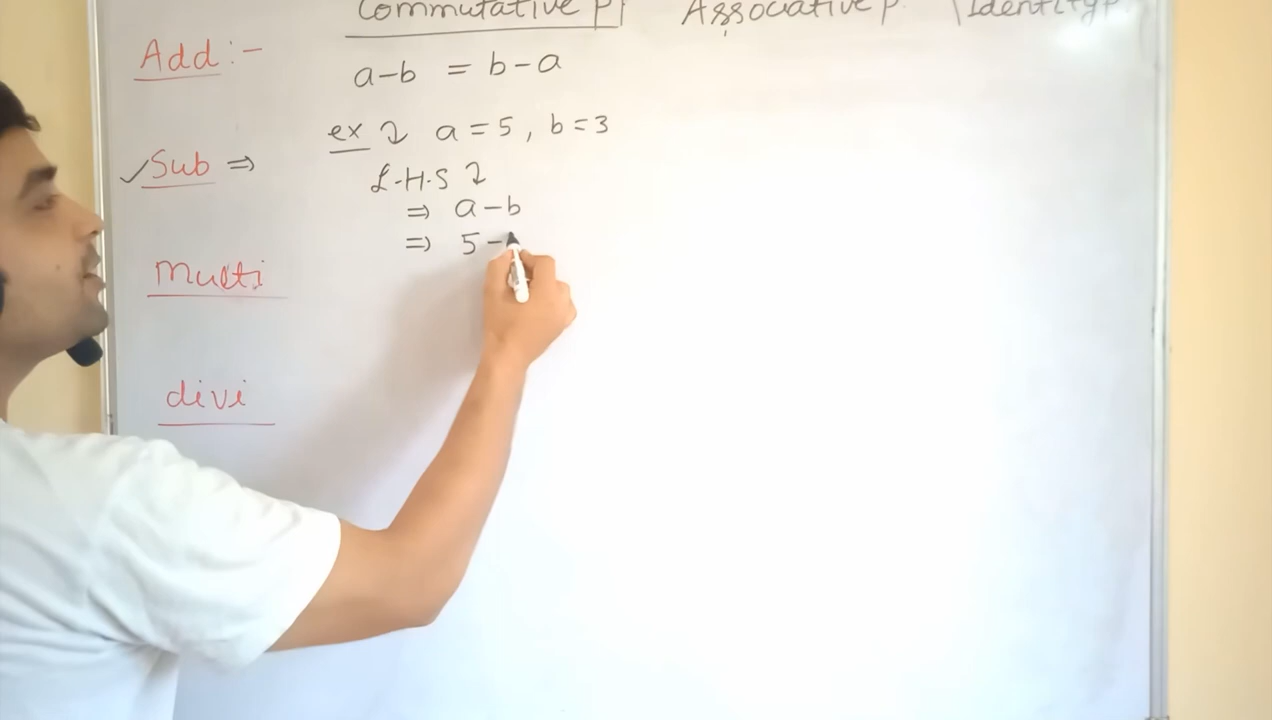 Commutative P Associative p. Identity P
Add :-
a-b = b-a
ex a = 5, b = 3
✓Sub ⇒
L.H.S
⇒ a-b
⇒ 5-
Multi
divi